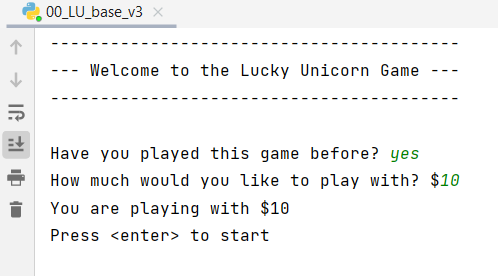 00_LU_base_v3
-----------------------------------------
--- Welcome to the Lucky Unicorn Game ---
-----------------------------------------
Have you played this game before? yes
How much would you like to play with? $10
You are playing with $10
Press <enter> to start